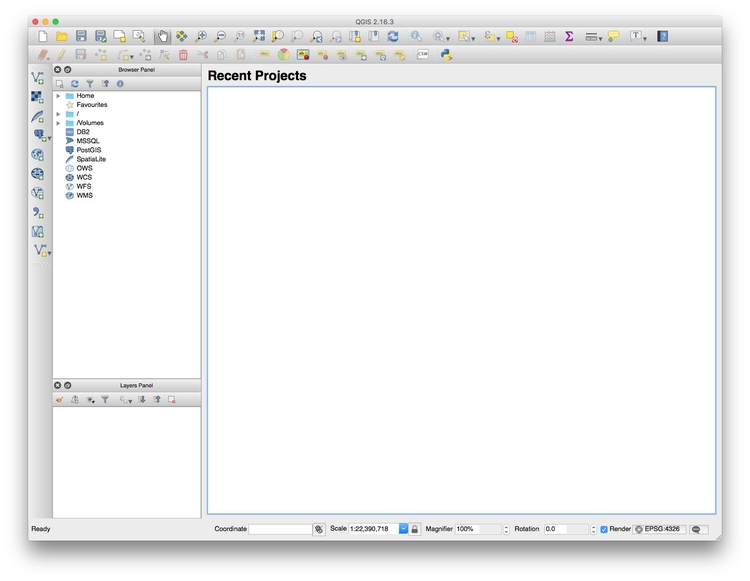 QGIS 2.16.3
CSW
Browser Panel
Recent Projects
Home
Favourites
/
/Volumes
DB2
MSSQL
PostGIS
SpatiaLite
OWS
WCS
WFS
WMS
Layers Panel
Ready Coordinate Scale 1:22,390,718 Magnifier 100% Rotation 0.0 Render EPSG:4326